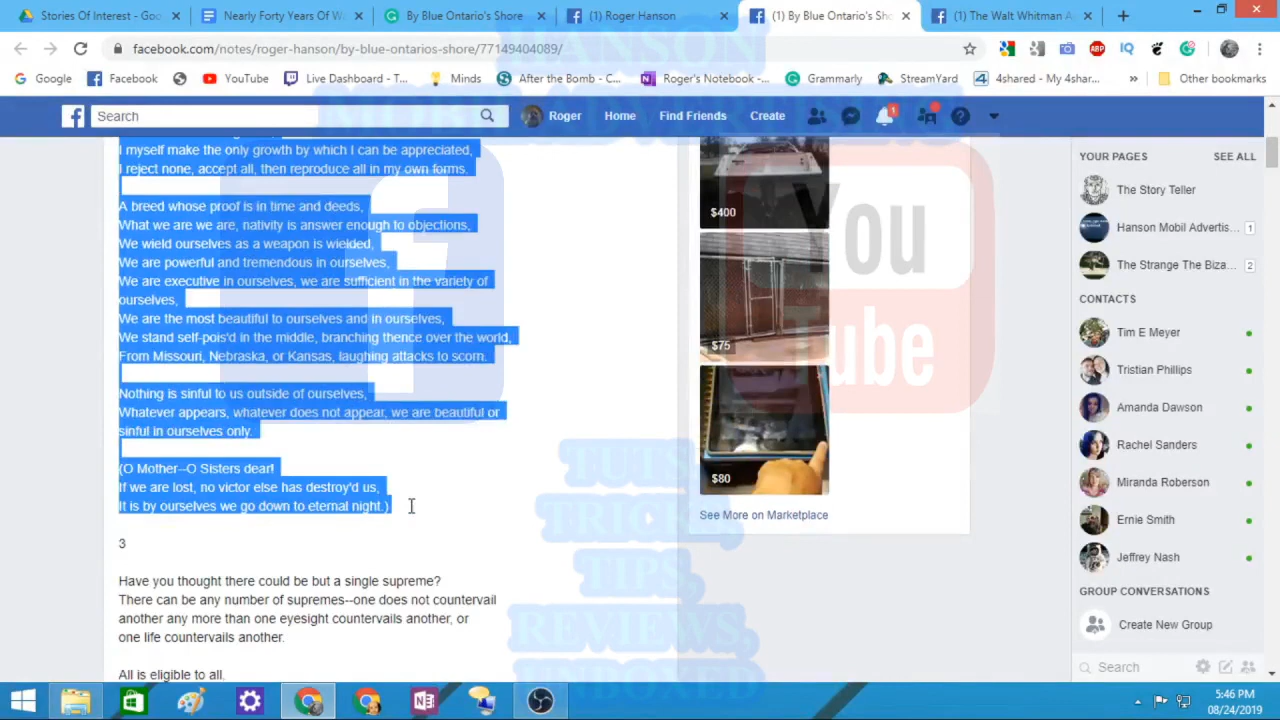 Stories Of Interest - Goo
Nearly Forty Years Of W
By Blue Ontario's Shore
(1) Roger Hanson
(1) By Blue Ontario's Sho
(1) The Walt Whitman A
facebook.com/notes/roger-hanson/by-blue-ontarios-shore/77149404089/
ABP
IQ
Google
Facebook
YouTube
Live Dashboard - T...
Minds
After the Bomb - C...
Roger's Notebook -...
Grammarly
StreamYard
4shared - My 4shar...
»
Other bookmarks
HANSON
Search
Roger
Home
Find Friends
Create
1
I myself make the only growth by which I can be appreciated,
I reject none, accept all, then reproduce all in my own forms.
A breed whose proof is in time and deeds,
What we are we are, nativity is answer enough to objections,
We wield ourselves as a weapon is wielded,
We are powerful and tremendous in ourselves,
We are executive in ourselves, we are sufficient in the variety of
ourselves,
We are the most beautiful to ourselves and in ourselves,
We stand self-pois'd in the middle, branching thence over the world,
From Missouri, Nebraska, or Kansas, laughing attacks to scorn.
Nothing is sinful to us outside of ourselves,
Whatever appears, whatever does not appear, we are beautiful or
sinful in ourselves only.
(O Mother--O Sisters dear!
If we are lost, no victor else has destroy'd us,
It is by ourselves we go down to eternal night.)
3
Have you thought there could be but a single supreme?
There can be any number of supremes--one does not countervail
another any more than one eyesight countervails another, or
one life countervails another.
All is eligible to all.
$400
$75
$80
See More on Marketplace
You
Tube
TUTS,
TRICKS,
TIPS,
REVIEWS,
UNBOXED
YOUR PAGES
SEE ALL
The Story Teller
Hanson Mobil Advertis...
1
The Strange The Biza...
2
CONTACTS
Tim E Meyer
Tristian Phillips
Amanda Dawson
Rachel Sanders
Miranda Roberson
Ernie Smith
Jeffrey Nash
GROUP CONVERSATIONS
Create New Group
Search
5:46 PM
08/24/2019